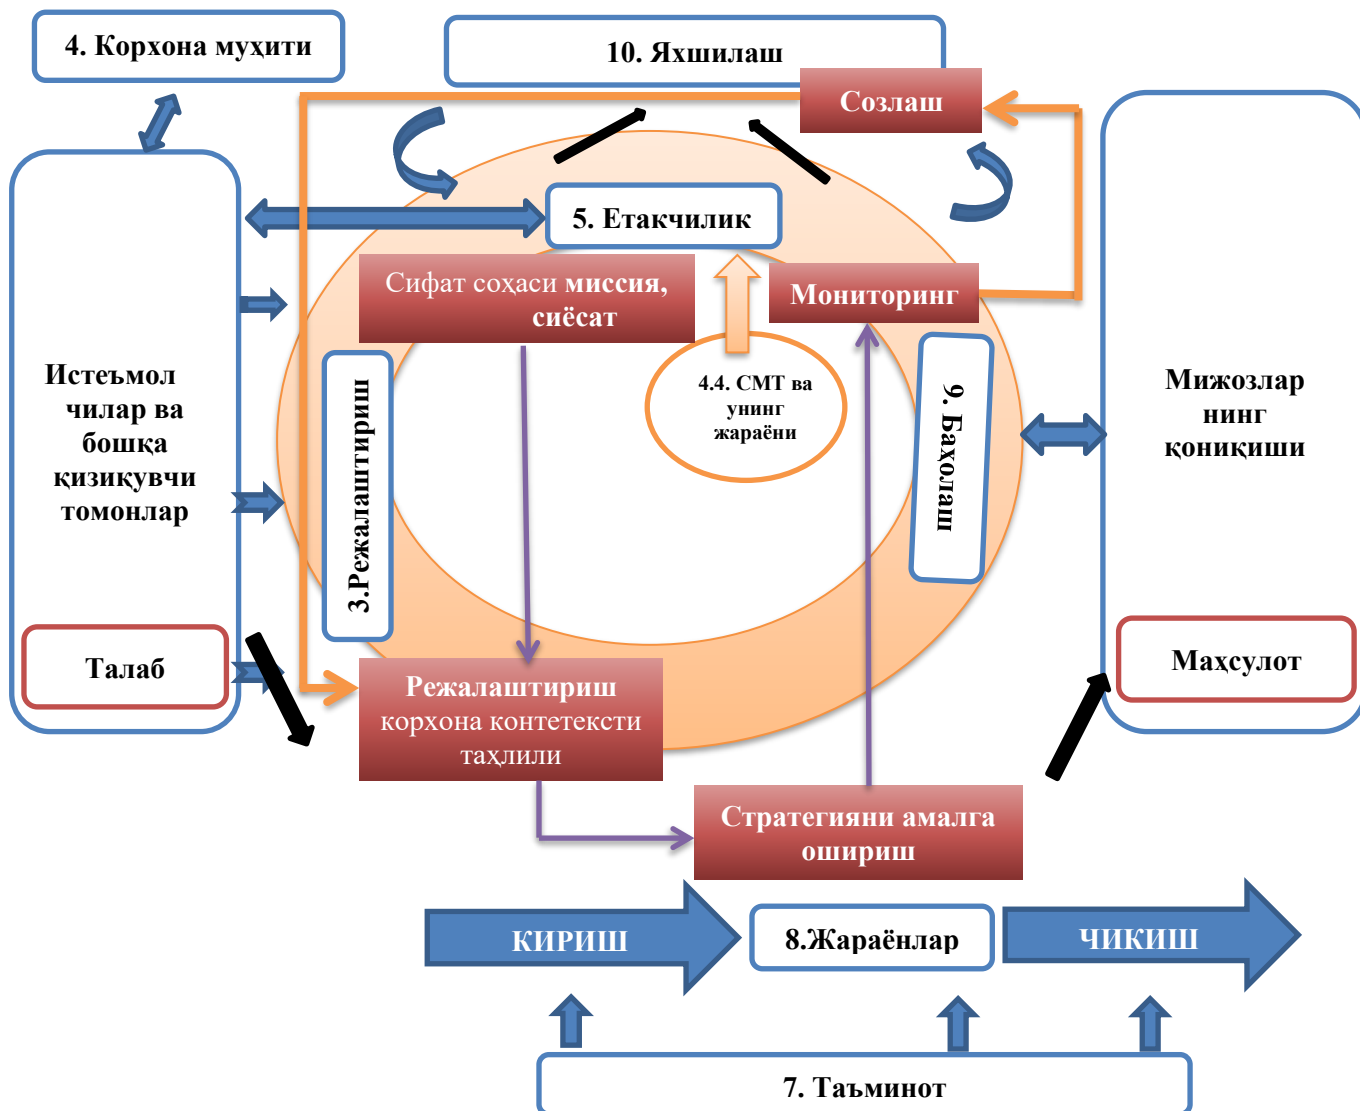 4. Корхона муҳити
10. Яхшилаш
Созлаш
5. Етакчилик
Сифат соҳаси миссия,
сиёсат
Мониторинг
Истеъмол
чилар ва
бошқа
қизиқувчи
томонлар
3.Режалаштириш
4.4. СМТ ва
унинг
жараёни
9. Баҳолаш
Мижозлар
нинг
қониқиши
Талаб
Маҳсулот
Режалаштириш
корхона контетексти
таҳлили
Стратегияни амалга
ошириш
КИРИШ
8.Жараёнлар
ЧИКИШ
7. Таъминот